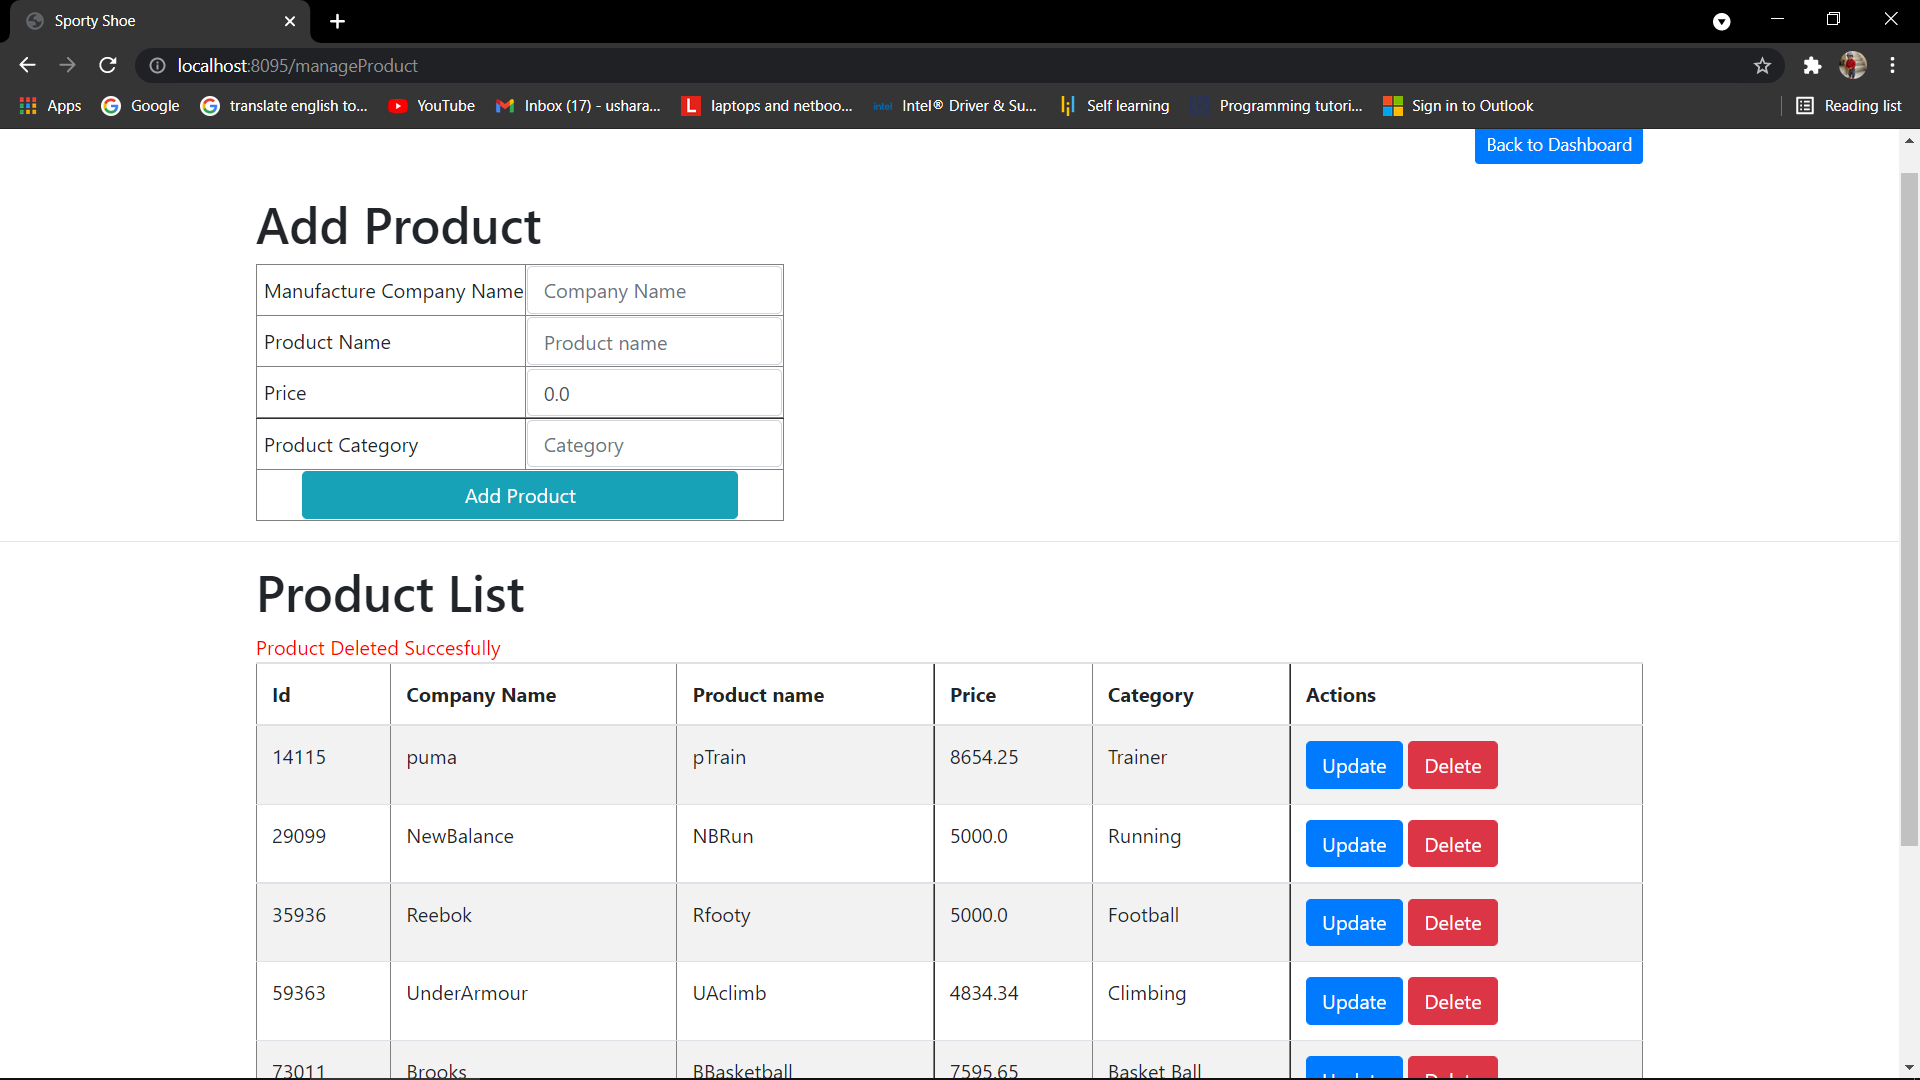 Sporty Shoe
localhost:8095/manageProduct
Apps Google translate english to... YouTube Inbox (17) - ushara... laptops and netboo... Intel® Driver & Su... Self learning Programming tutori... Sign in to Outlook Reading list
Back to Dashboard
Add Product
Manufacture Company Name Company Name
Product Name Product name
Price 0.0
Product Category Category
Add Product
Product List
Product Deleted Succesfully
Id Company Name Product name Price Category Actions
14115 puma pTrain 8654.25 Trainer Update Delete
29099 NewBalance NBRun 5000.0 Running Update Delete
35936 Reebok Rfooty 5000.0 Football Update Delete
59363 UnderArmour UAclimb 4834.34 Climbing Update Delete
73011 Brooks BBasketball 7595.65 Basket Ball Update Delete